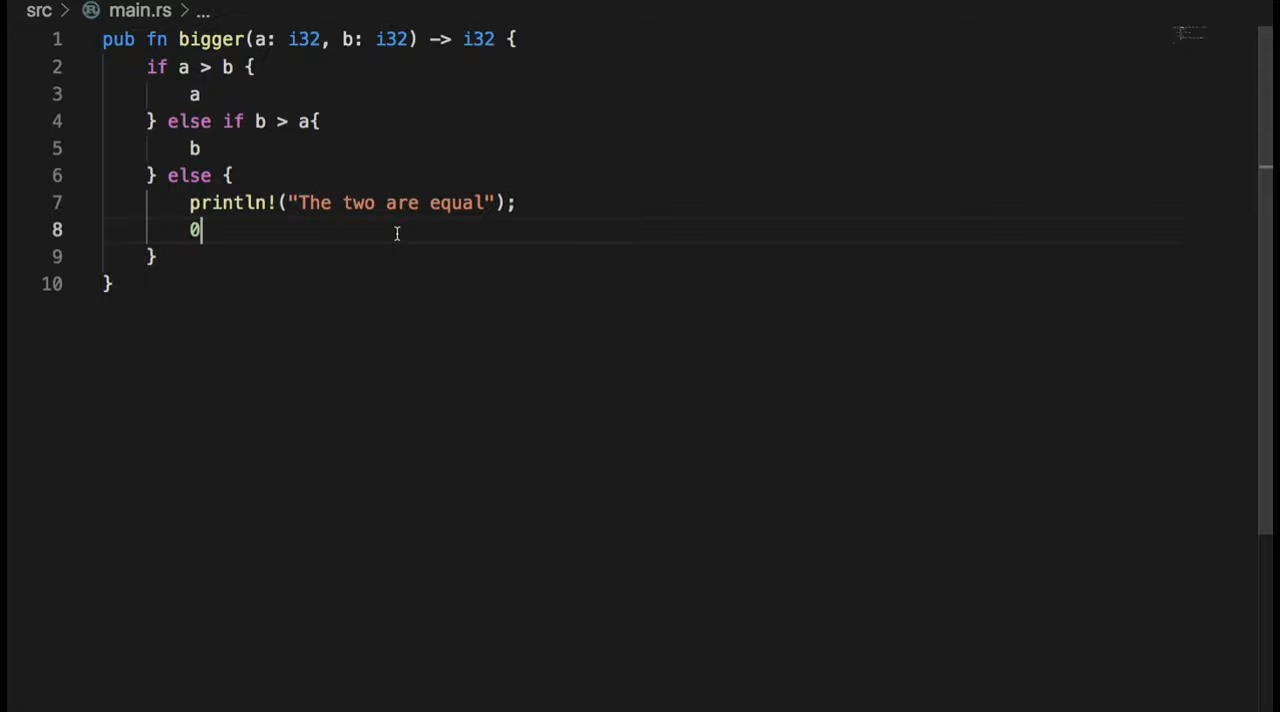 src > main.rs > ...
1 pub fn bigger(a: i32, b: i32) -> i32 {
2     if a > b {
3         a
4     } else if b > a{
5         b
6     } else {
7         println!("The two are equal");
8         0
9     }
10 }